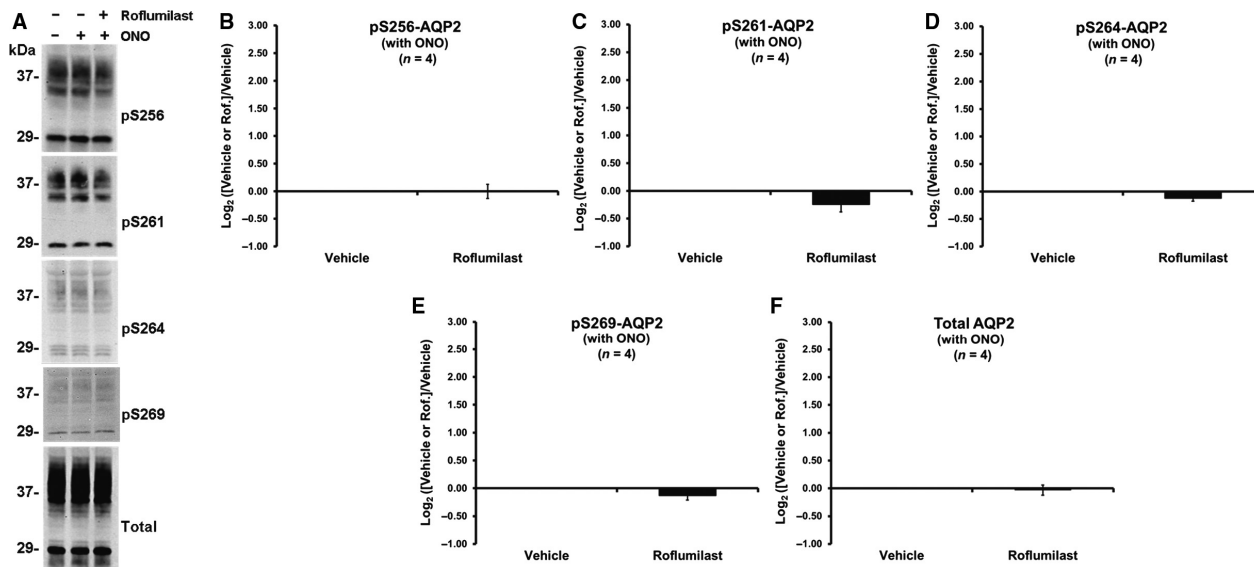 A
− − + Roflumilast
− + + ONO
kDa
37-
29-
pS256
37-
29-
pS261
37-
29-
pS264
37-
29-
pS269
37-
29-
Total
B
pS256-AQP2
(with ONO)
(n = 4)
Log2 ([Vehicle or Rof.]/Vehicle)
3.00
2.50
2.00
1.50
1.00
0.50
0.00
−0.50
−1.00
Vehicle Roflumilast
C
pS261-AQP2
(with ONO)
(n = 4)
Log2 ([Vehicle or Rof.]/Vehicle)
3.00
2.50
2.00
1.50
1.00
0.50
0.00
−0.50
−1.00
Vehicle Roflumilast
D
pS264-AQP2
(with ONO)
(n = 4)
Log2 ([Vehicle or Rof.]/Vehicle)
3.00
2.50
2.00
1.50
1.00
0.50
0.00
−0.50
−1.00
Vehicle Roflumilast
E
pS269-AQP2
(with ONO)
(n = 4)
Log2 ([Vehicle or Rof.]/Vehicle)
3.00
2.50
2.00
1.50
1.00
0.50
0.00
−0.50
−1.00
Vehicle Roflumilast
F
Total AQP2
(with ONO)
(n = 4)
Log2 ([Vehicle or Rof.]/Vehicle)
3.00
2.50
2.00
1.50
1.00
0.50
0.00
−0.50
−1.00
Vehicle Roflumilast